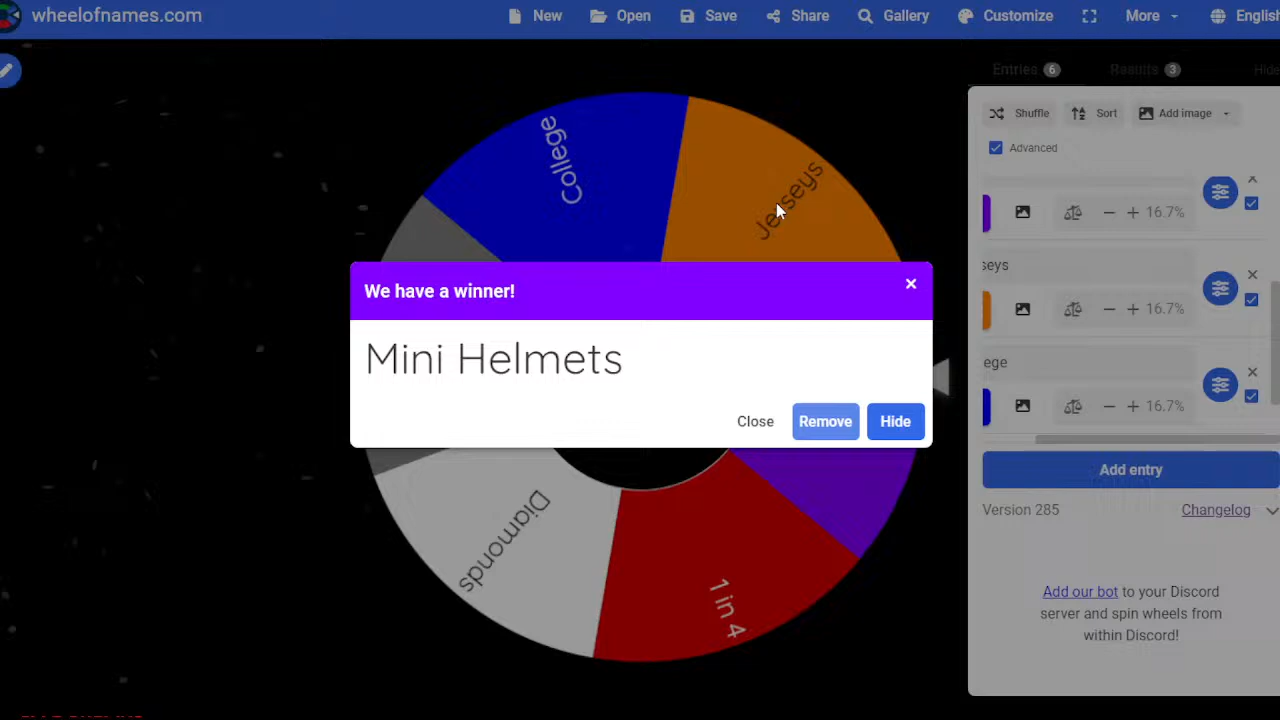 wheelofnames.com
New
Open
Save
Share
Gallery
Customize
More
English
Entries 6
Results 3
Hide
Shuffle
Sort
Add image
Advanced
College
Jerseys
16.7%
We have a winner!
seys
16.7%
Mini Helmets
ege
16.7%
Close
Remove
Hide
Add entry
Diamonds
1 in 4
Version 285
Changelog
Add our bot to your Discord
server and spin wheels from
within Discord!